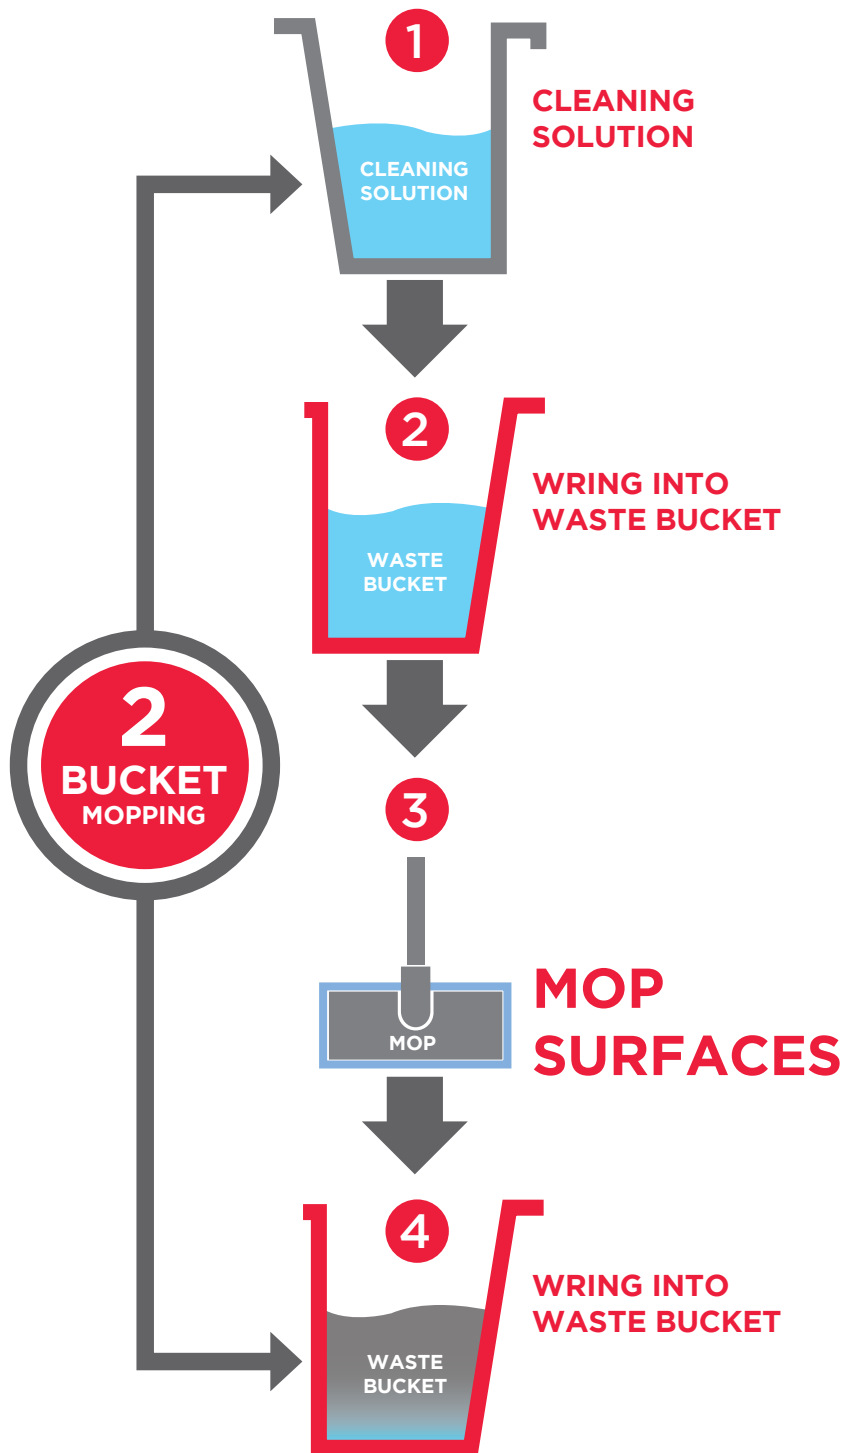 1
CLEANING
SOLUTION
CLEANING
SOLUTION
2
WRING INTO
WASTE BUCKET
WASTE
BUCKET
2
BUCKET
MOPPING
3
MOP
SURFACES
MOP
4
WRING INTO
WASTE BUCKET
WASTE
BUCKET